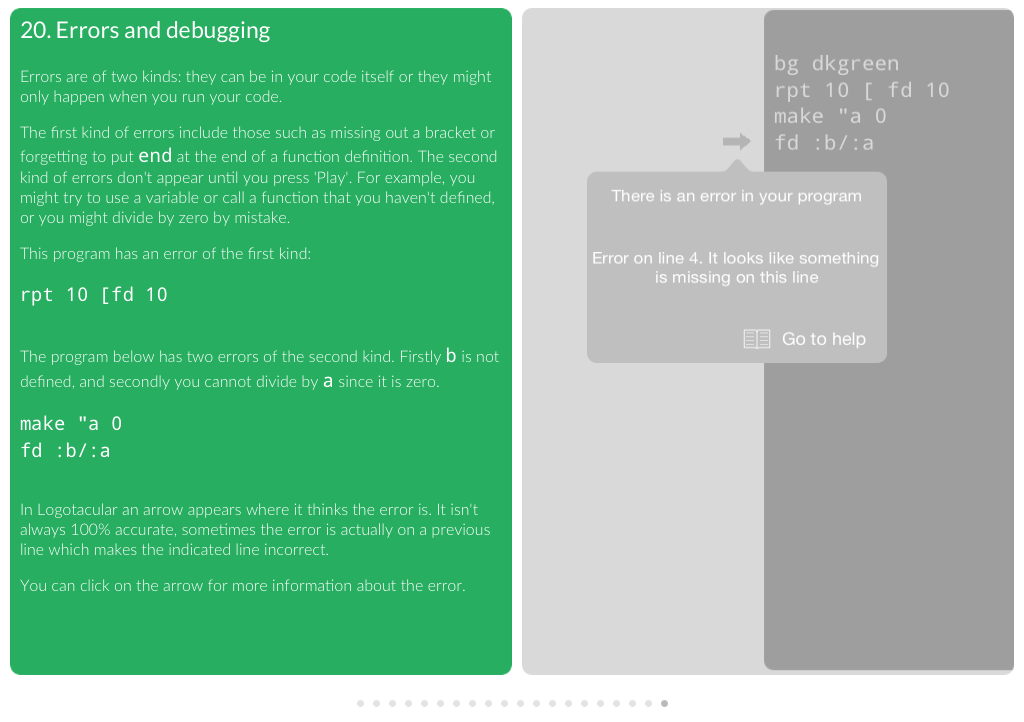 20. Errors and debugging
Errors are of two kinds: they can be in your code itself or they might
only happen when you run your code.
The first kind of errors include those such as missing out a bracket or
forgetting to put end at the end of a function definition. The second
kind of errors don't appear until you press 'Play'. For example, you
might try to use a variable or call a function that you haven't defined,
or you might divide by zero by mistake.
This program has an error of the first kind:
rpt 10 [fd 10
The program below has two errors of the second kind. Firstly b is not
defined, and secondly you cannot divide by a since it is zero.
make "a 0
fd :b/:a
In Logotacular an arrow appears where it thinks the error is. It isn't
always 100% accurate, sometimes the error is actually on a previous
line which makes the indicated line incorrect.
You can click on the arrow for more information about the error.
bg dkgreen
rpt 10 [ fd 10
make "a 0
fd :b/:a
There is an error in your program
Error on line 4. It looks like something
is missing on this line
Go to help